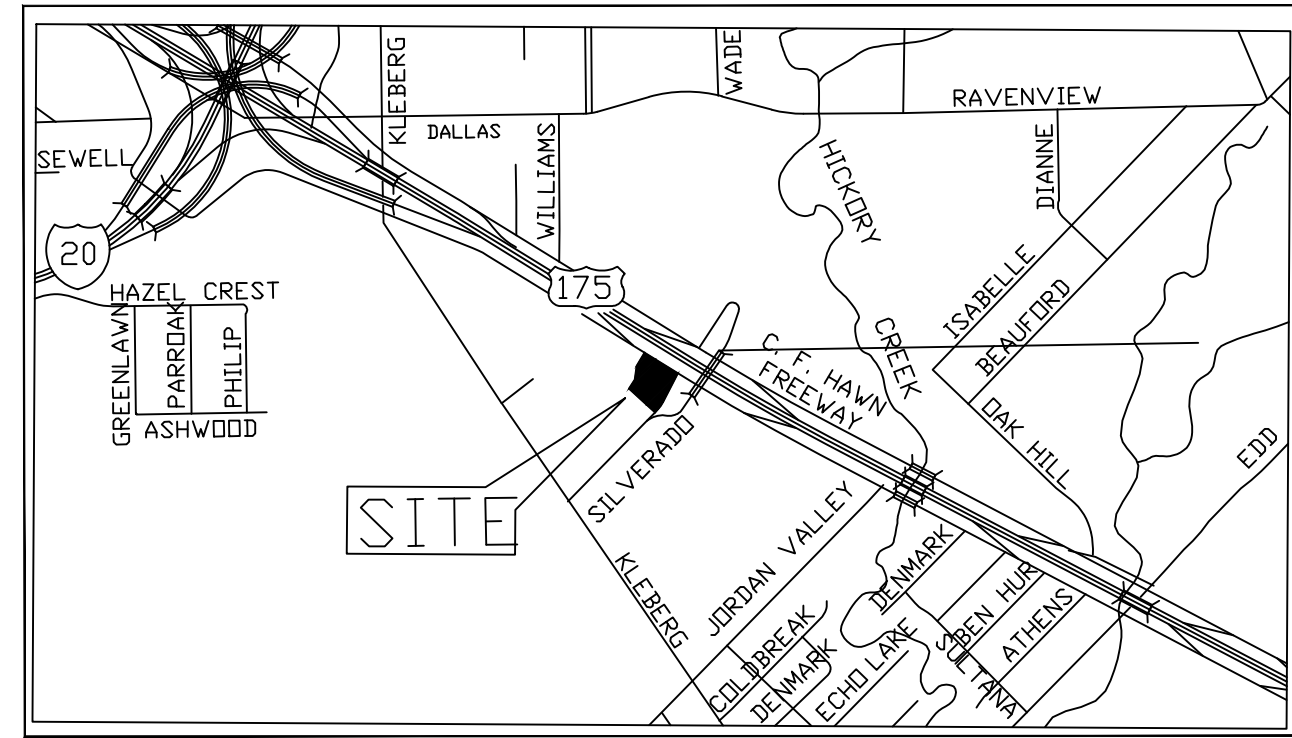 KLEBERG
WADE
RAVENVIEW
DALLAS
SEWELL
WILLIAMS
HICKORY
DIANNE
20
175
ISABELLE
HAZEL CREST
GREENLAWN
PARROAK
PHILIP
ASHWOOD
BEAUFORD
CREEK
C. F. HAWN
FREEWAY
OAK HILL
EDD
SILVERADO
SITE
JORDAN VALLEY
KLEBERG
DENMARK
BEN HUR
ATHENS
COLDBREAK
DENMARK
ECHO LAKE
SULTANA